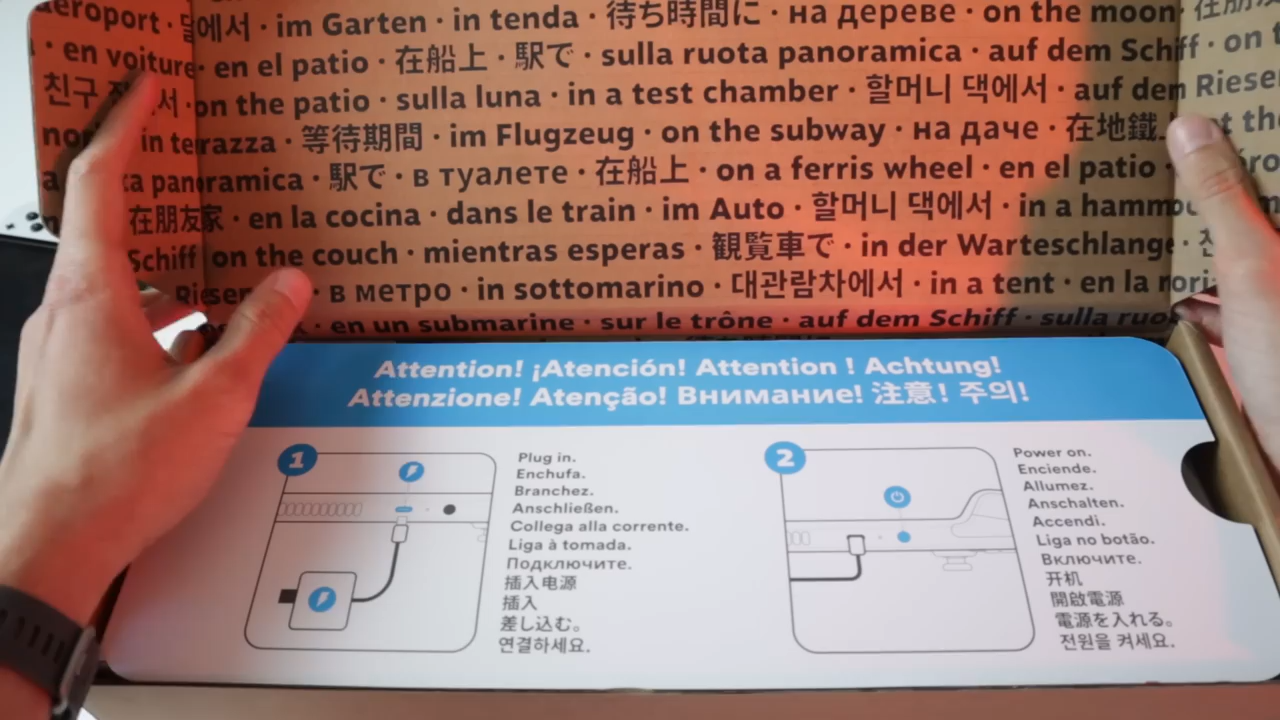 에서 · im Garten · in tenda · 待ち時間に · на дереве · on the moon ·
· en voiture · en el patio · 在船上 · 駅で · sulla ruota panoramica · auf dem Schiff · on
친구 · on the patio · sulla luna · in a test chamber · 할머니 댁에서 · auf dem
in terrazza · 等待期間 · im Flugzeug · on the subway · на даче · 在地鐵
panoramica · 駅で · в туалете · 在船上 · on a ferris wheel · en el patio ·
在朋友家 · en la cocina · dans le train · im Auto · 할머니 댁에서 · in a
Schiff on the couch · mientras esperas · 観覧車で · in der Warteschlange ·
· в метро · in sottomarino · 대관람차에서 · in a tent · en la
· en un submarine · sur le trône · auf dem Schiff · sulla
Attention! ¡Atención! Attention ! Achtung!
Attenzione! Atenção! Внимание! 注意! 주의!
1
Plug in.
Enchufa.
Branchez.
Anschließen.
Collega alla corrente.
Liga à tomada.
Подключите.
插入电源
插入
差し込む。
연결하세요.
2
Power on.
Enciende.
Allumez.
Anschalten.
Accendi.
Liga no botão.
Включите.
开机
開啟電源
電源を入れる。
전원을 켜세요.